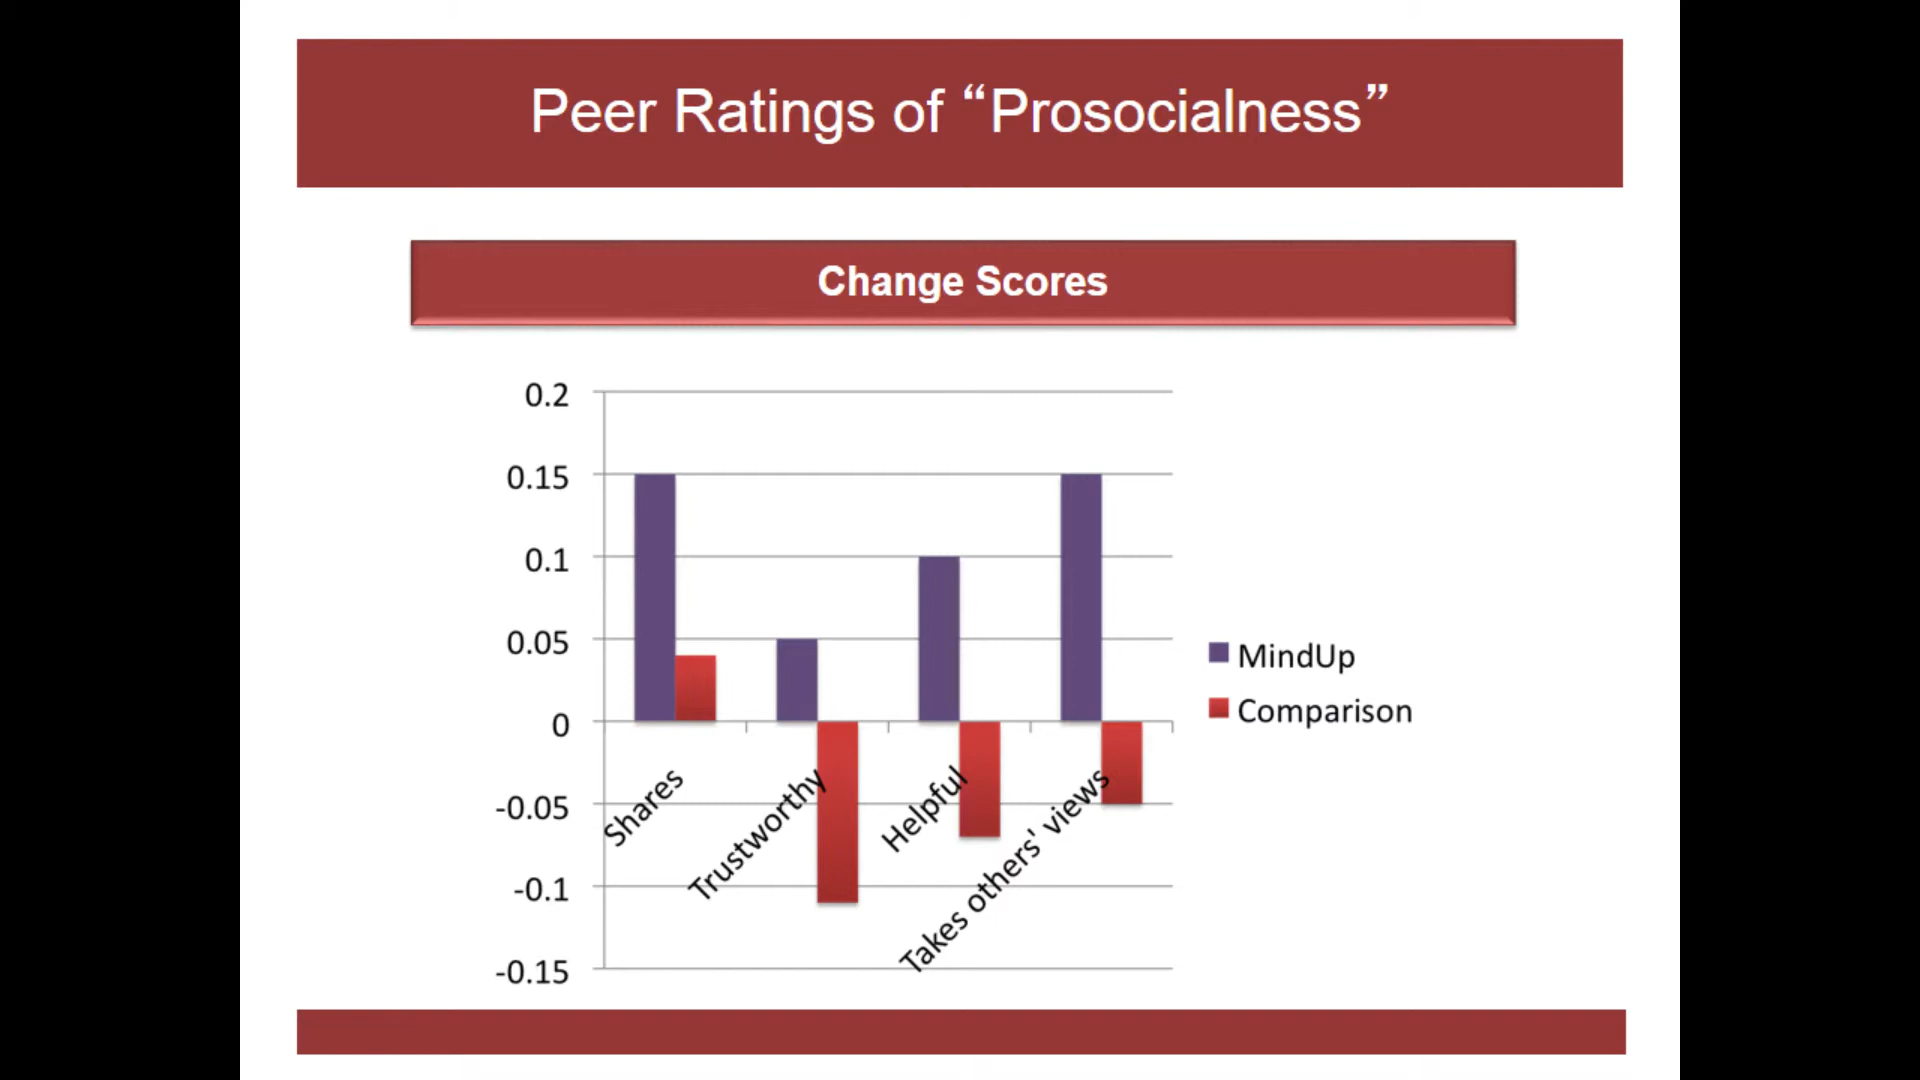 Peer Ratings of “Prosocialness”
Change Scores
0.2
0.15
0.1
0.05
0
-0.05
-0.1
-0.15
Shares
Trustworthy
Helpful
Takes others' views
MindUp
Comparison